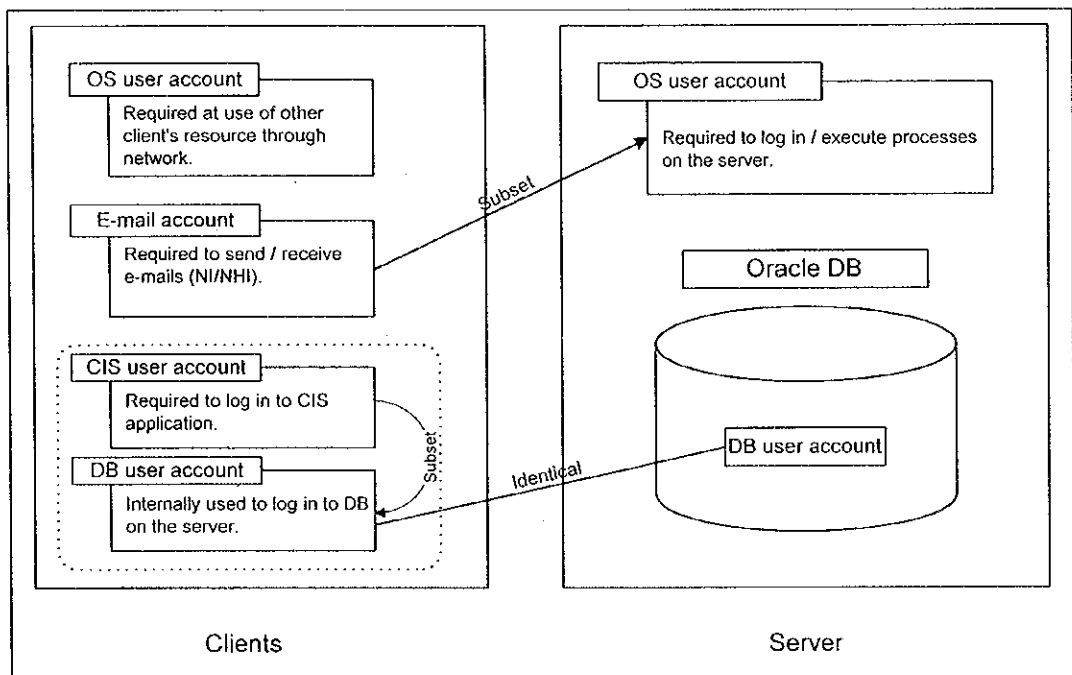 OS user account
Required at use of other
client's resource through
network.
E-mail account
Required to send / receive
e-mails (NI/NHI).
CIS user account
Required to log in to CIS
application.
DB user account
Internally used to log in to DB
on the server.
Subset
Subset
Identical
OS user account
Required to log in / execute processes
on the server.
Oracle DB
DB user account
Clients
Server